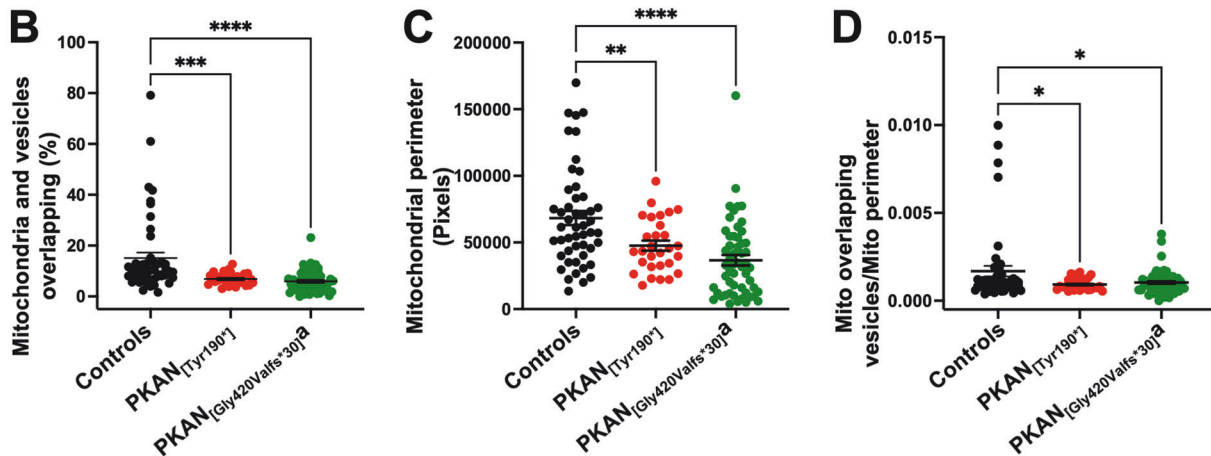 B
Mitochondria and vesicles
overlapping (%)
100
80
60
40
20
0
****
***
Controls
PKAN[Tyr190*]
PKAN[Gly420Valfs*30]a
C
Mitochondrial perimeter
(Pixels)
200000
150000
100000
50000
0
****
**
Controls
PKAN[Tyr190*]
PKAN[Gly420Valfs*30]a
D
Mito overlapping
vesicles/Mito perimeter
0.015
0.010
0.005
0.000
*
*
Controls
PKAN[Tyr190*]
PKAN[Gly420Valfs*30]a